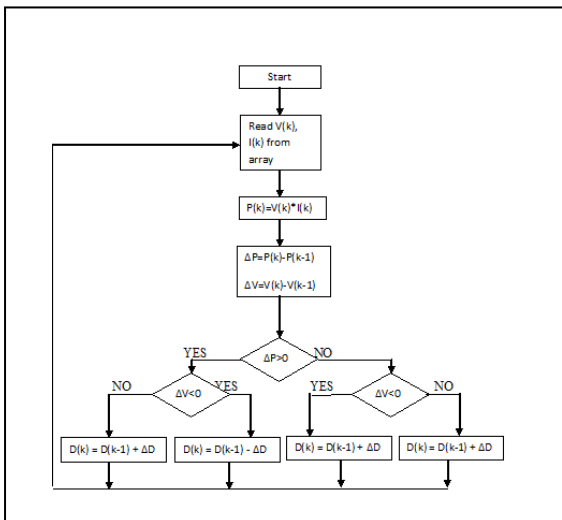 Start
Read V(k),
I(k) from
array
P(k)=V(k)*I(k)
ΔP=P(k)-P(k-1)
ΔV=V(k)-V(k-1)
YES
ΔP>0
NO
NO
ΔV<0
YES
YES
ΔV<0
NO
D(k) = D(k-1) + ΔD
D(k) = D(k-1) - ΔD
D(k) = D(k-1) + ΔD
D(k) = D(k-1) + ΔD